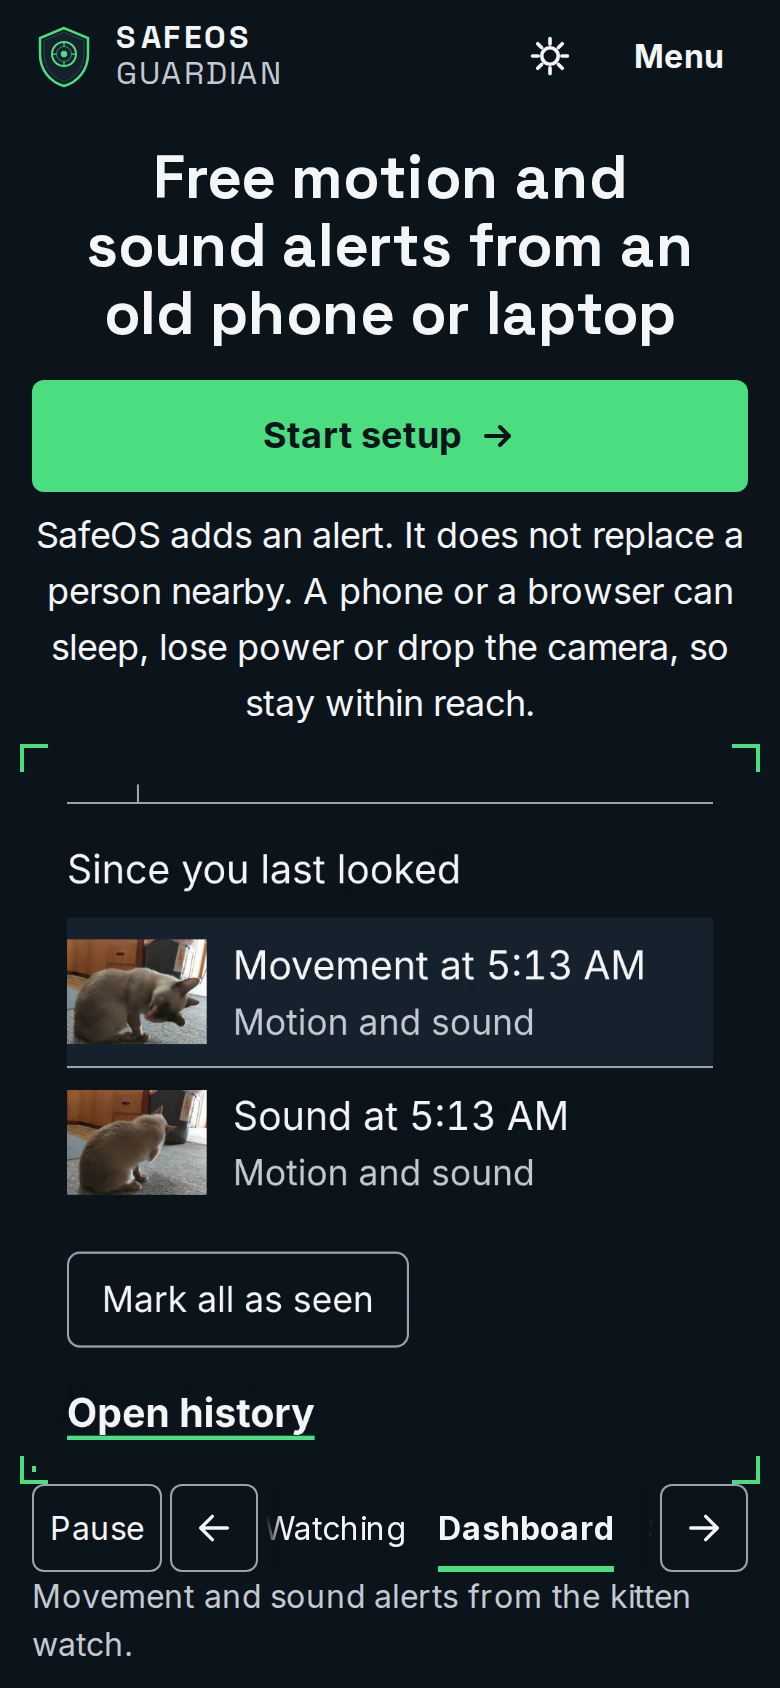 SAFEOS
GUARDIAN
Menu
Free motion and
sound alerts from an
old phone or laptop
Start setup →
SafeOS adds an alert. It does not replace a
person nearby. A phone or a browser can
sleep, lose power or drop the camera, so
stay within reach.
Since you last looked
Movement at 5:13 AM
Motion and sound
Sound at 5:13 AM
Motion and sound
Mark all as seen
Open history
Pause ← Watching Dashboard →
Movement and sound alerts from the kitten
watch.